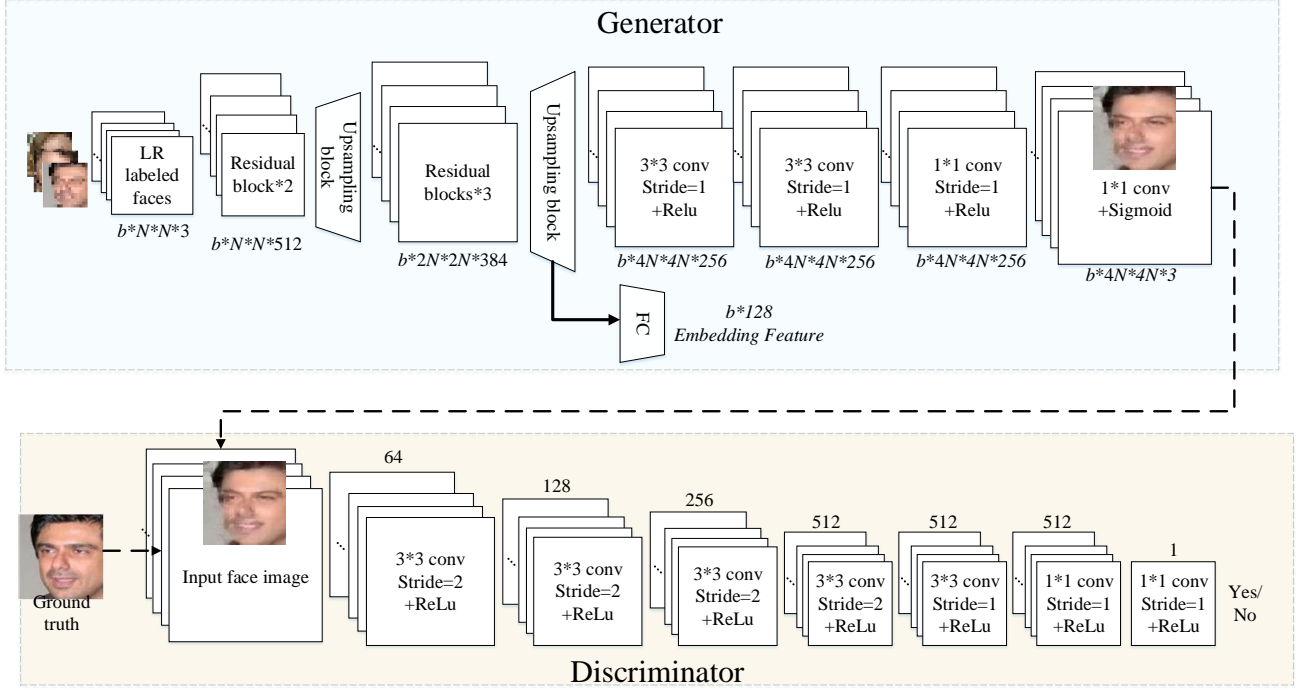 Generator
LR
labeled
faces
b*N*N*3
Residual
block*2
b*N*N*512
Upsampling
block
Residual
blocks*3
b*2N*2N*384
Upsampling block
3*3 conv
Stride=1
+Relu
b*4N*4N*256
3*3 conv
Stride=1
+Relu
b*4N*4N*256
1*1 conv
Stride=1
+Relu
b*4N*4N*256
1*1 conv
+Sigmoid
b*4N*4N*3
FC
b*128
Embedding Feature
Ground
truth
Input face image
64
3*3 conv
Stride=2
+ReLu
128
3*3 conv
Stride=2
+ReLu
256
3*3 conv
Stride=2
+ReLu
512
3*3 conv
Stride=2
+ReLu
512
3*3 conv
Stride=1
+ReLu
512
1*1 conv
Stride=1
+ReLu
1
1*1 conv
Stride=1
+ReLu
Yes/
No
Discriminator